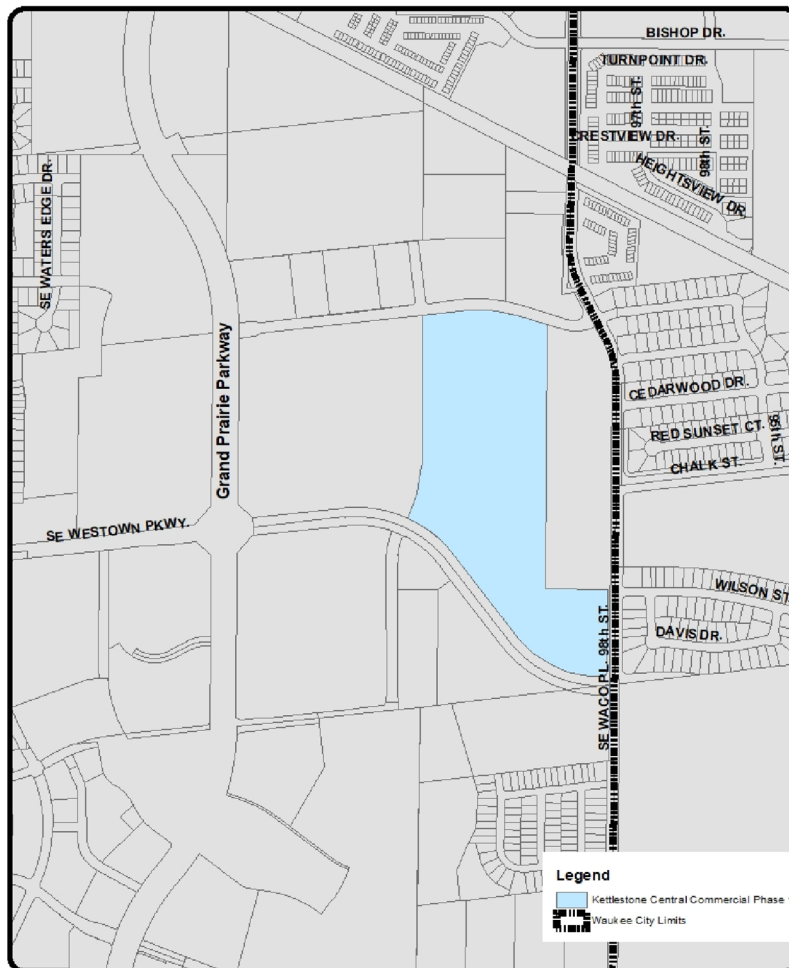 BISHOP DR.
TURNPOINT DR.
97th ST.
CRESTVIEW DR.
98th ST.
HEIGHTSVIEW DR.
SE WATERS EDGE DR.
Grand Prairie Parkway
CEDARWOOD DR.
RED SUNSET CT.
95th ST.
CHALK ST.
SE WESTOWN PKWY.
WILSON ST
DAVIS DR.
SE WACO PL. 98th ST.
Legend
Kettlestone Central Commercial Phase
Waukee City Limits